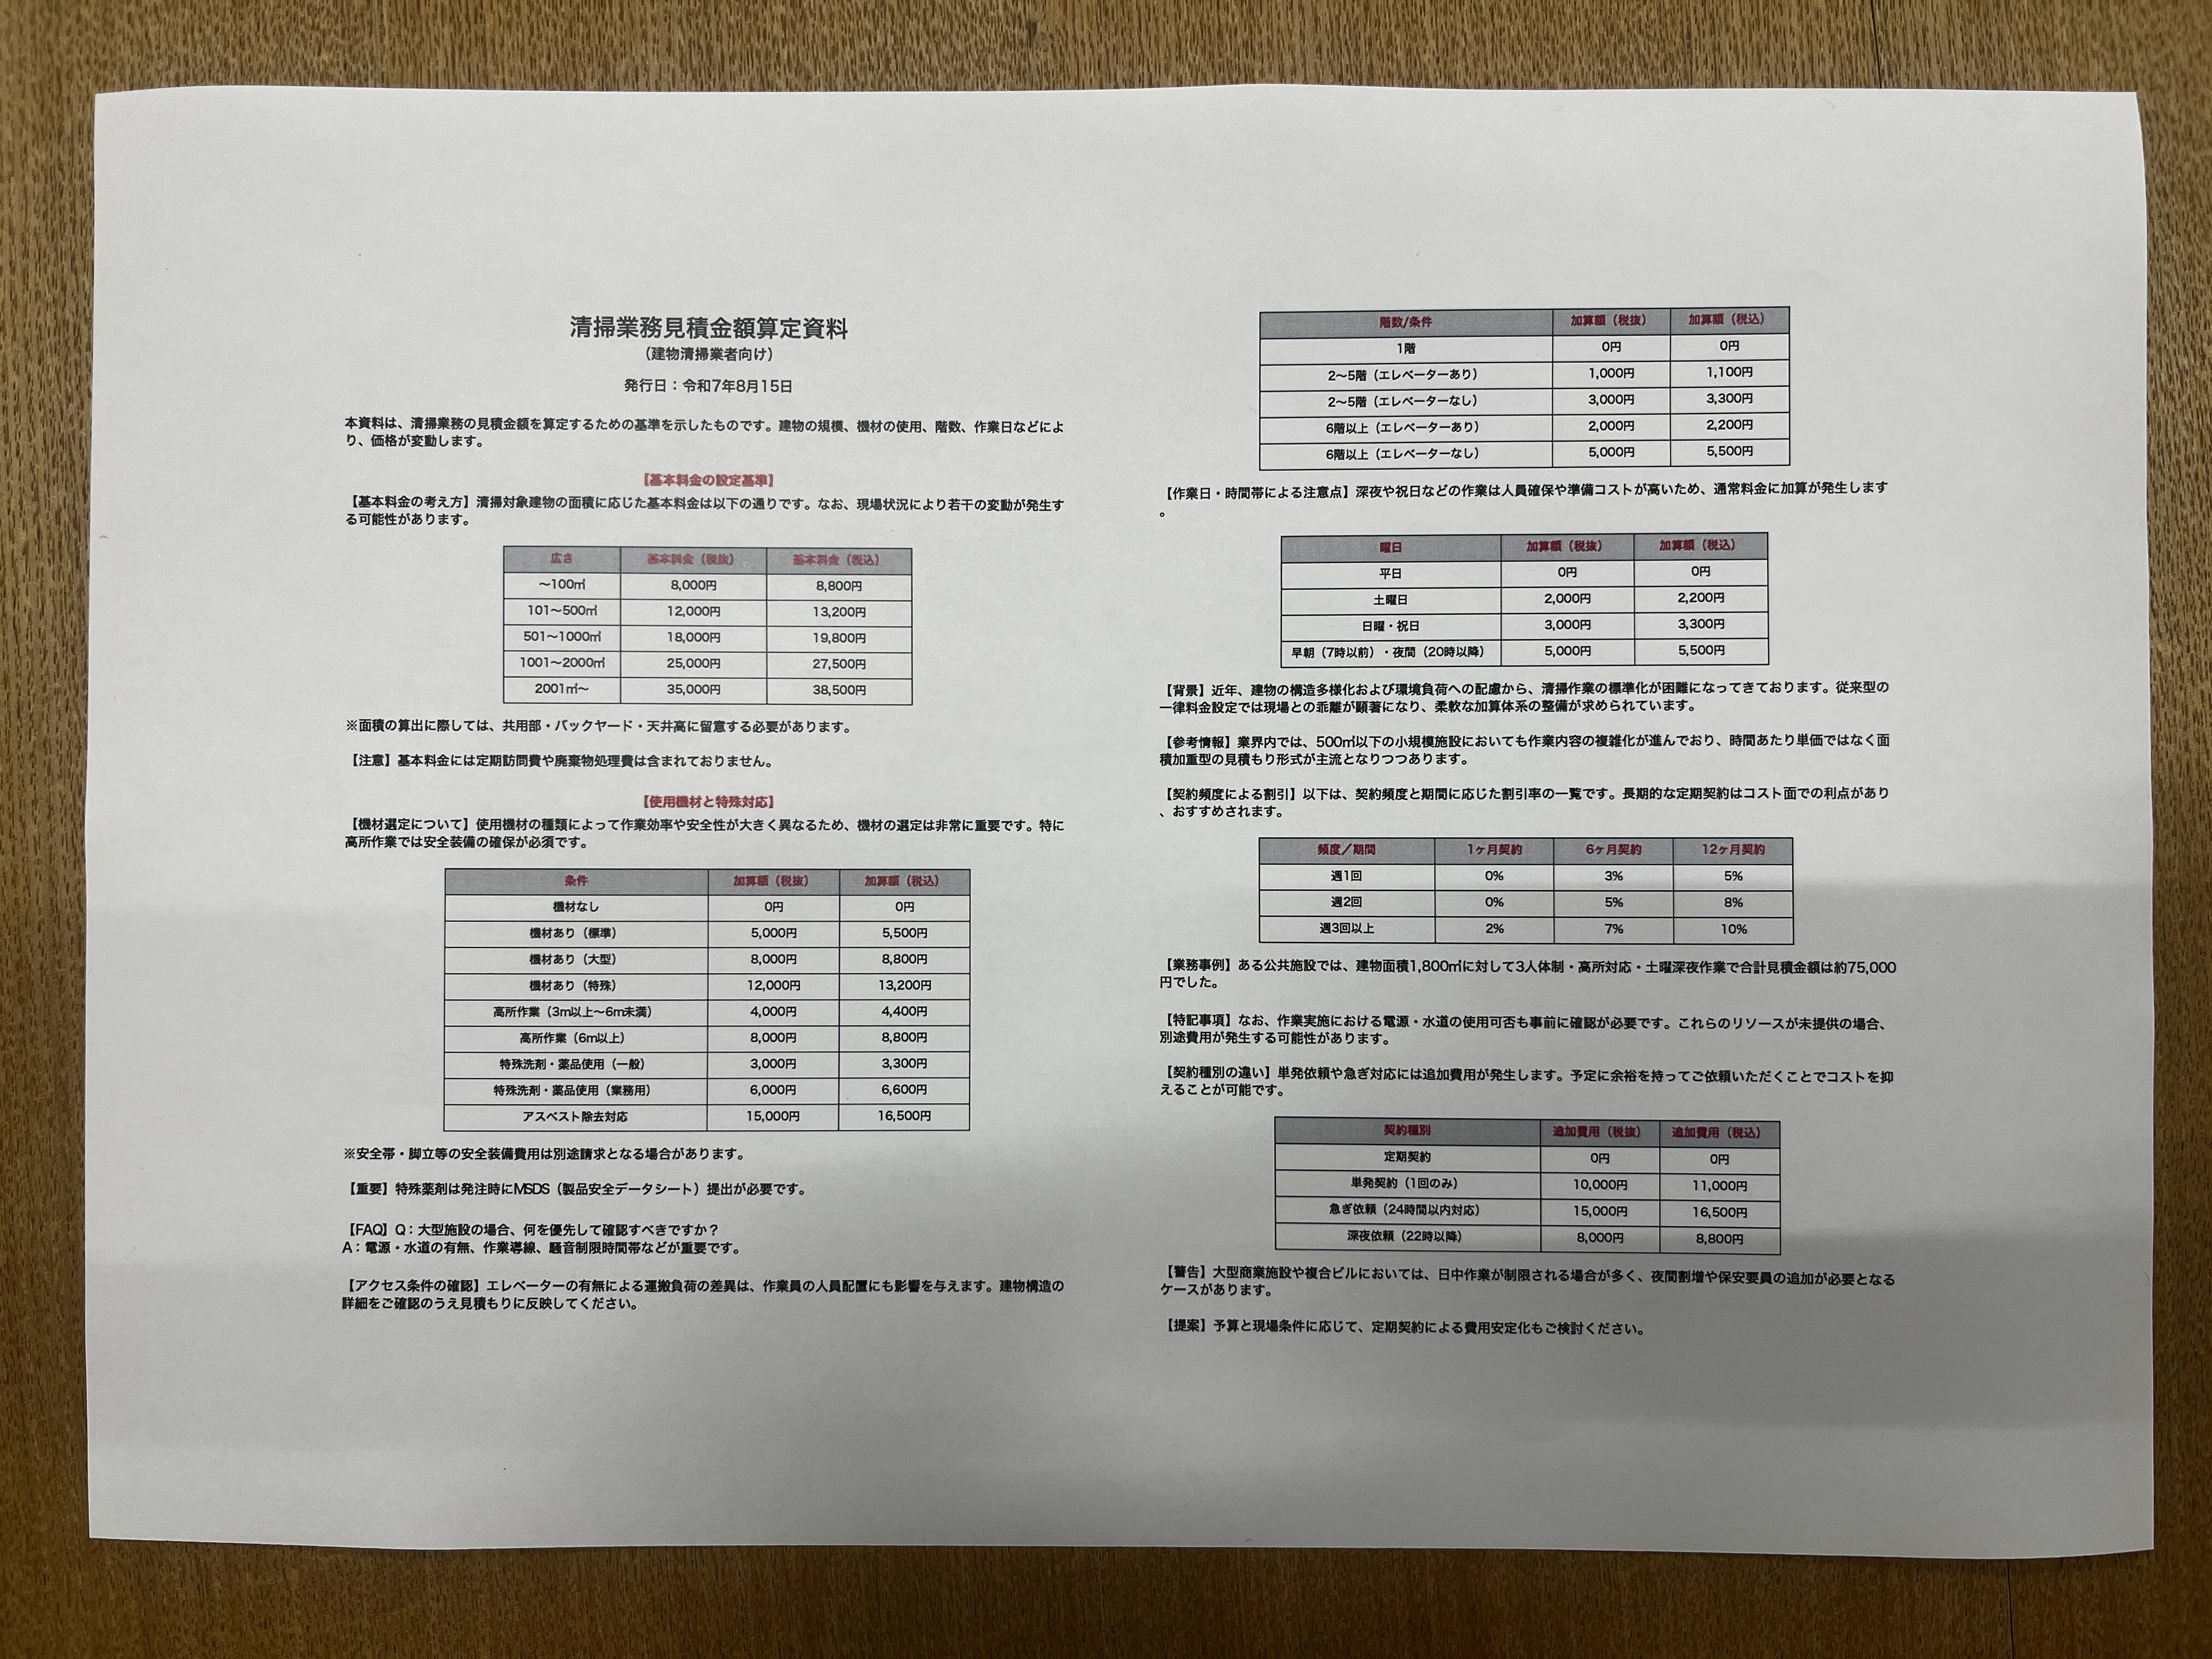 清掃業務見積金額算定資料
（建物清掃業者向け）
発行日：令和7年8月15日
本資料は、清掃業務の見積金額を算定するための基準を示したものです。建物の規模、機材の使用、階数、作業日などによ
り、価格が変動します。
【基本料金の設定基準】
【基本料金の考え方】清掃対象建物の面積に応じた基本料金は以下の通りです。なお、現場状況により若干の変動が発生す
る可能性があります。
広さ 基本料金（税抜） 基本料金（税込）
～100㎡ 8,000円 8,800円
101～500㎡ 12,000円 13,200円
501～1000㎡ 18,000円 19,800円
1001～2000㎡ 25,000円 27,500円
2001㎡～ 35,000円 38,500円
※面積の算出に際しては、共用部・バックヤード・天井高に留意する必要があります。
【注意】基本料金には定期訪問費や廃棄物処理費は含まれておりません。
【使用機材と特殊対応】
【機材選定について】使用機材の種類によって作業効率や安全性が大きく異なるため、機材の選定は非常に重要です。特に
高所作業では安全装備の確保が必須です。
条件 加算額（税抜） 加算額（税込）
機材なし 0円 0円
機材あり（標準） 5,000円 5,500円
機材あり（大型） 8,000円 8,800円
機材あり（特殊） 12,000円 13,200円
高所作業（3m以上～6m未満） 4,000円 4,400円
高所作業（6m以上） 8,000円 8,800円
特殊洗剤・薬品使用（一般） 3,000円 3,300円
特殊洗剤・薬品使用（業務用） 6,000円 6,600円
アスベスト除去対応 15,000円 16,500円
※安全帯・脚立等の安全装備費用は別途請求となる場合があります。
【重要】特殊薬剤は発注時にMSDS（製品安全データシート）提出が必要です。
【FAQ】Q：大型施設の場合、何を優先して確認すべきですか？
A：電源・水道の有無、作業導線、騒音制限時間帯などが重要です。
【アクセス条件の確認】エレベーターの有無による運搬負荷の差異は、作業員の人員配置にも影響を与えます。建物構造の
詳細をご確認のうえ見積もりに反映してください。
階数/条件 加算額（税抜） 加算額（税込）
1階 0円 0円
2～5階（エレベーターあり） 1,000円 1,100円
2～5階（エレベーターなし） 3,000円 3,300円
6階以上（エレベーターあり） 2,000円 2,200円
6階以上（エレベーターなし） 5,000円 5,500円
【作業日・時間帯による注意点】深夜や祝日などの作業は人員確保や準備コストが高いため、通常料金に加算が発生します
。
曜日 加算額（税抜） 加算額（税込）
平日 0円 0円
土曜日 2,000円 2,200円
日曜・祝日 3,000円 3,300円
早朝（7時以前）・夜間（20時以降） 5,000円 5,500円
【背景】近年、建物の構造多様化および環境負荷への配慮から、清掃作業の標準化が困難になってきております。従来型の
一律料金設定では現場との乖離が顕著になり、柔軟な加算体系の整備が求められています。
【参考情報】業界内では、500㎡以下の小規模施設においても作業内容の複雑化が進んでおり、時間あたり単価ではなく面
積加重型の見積もり形式が主流となりつつあります。
【契約頻度による割引】以下は、契約頻度と期間に応じた割引率の一覧です。長期的な定期契約はコスト面での利点があり
、おすすめされます。
頻度／期間 1ヶ月契約 6ヶ月契約 12ヶ月契約
週1回 0% 3% 5%
週2回 0% 5% 8%
週3回以上 2% 7% 10%
【業務事例】ある公共施設では、建物面積1,800㎡に対して3人体制・高所対応・土曜深夜作業で合計見積金額は約75,000
円でした。
【特記事項】なお、作業実施における電源・水道の使用可否も事前に確認が必要です。これらのリソースが未提供の場合、
別途費用が発生する可能性があります。
【契約種別の違い】単発依頼や急ぎ対応には追加費用が発生します。予定に余裕を持ってご依頼いただくことでコストを抑
えることが可能です。
契約種別 追加費用（税抜） 追加費用（税込）
定期契約 0円 0円
単発契約（1回のみ） 10,000円 11,000円
急ぎ依頼（24時間以内対応） 15,000円 16,500円
深夜依頼（22時以降） 8,000円 8,800円
【警告】大型商業施設や複合ビルにおいては、日中作業が制限される場合が多く、夜間割増や保安要員の追加が必要となる
ケースがあります。
【提案】予算と現場条件に応じて、定期契約による費用安定化もご検討ください。